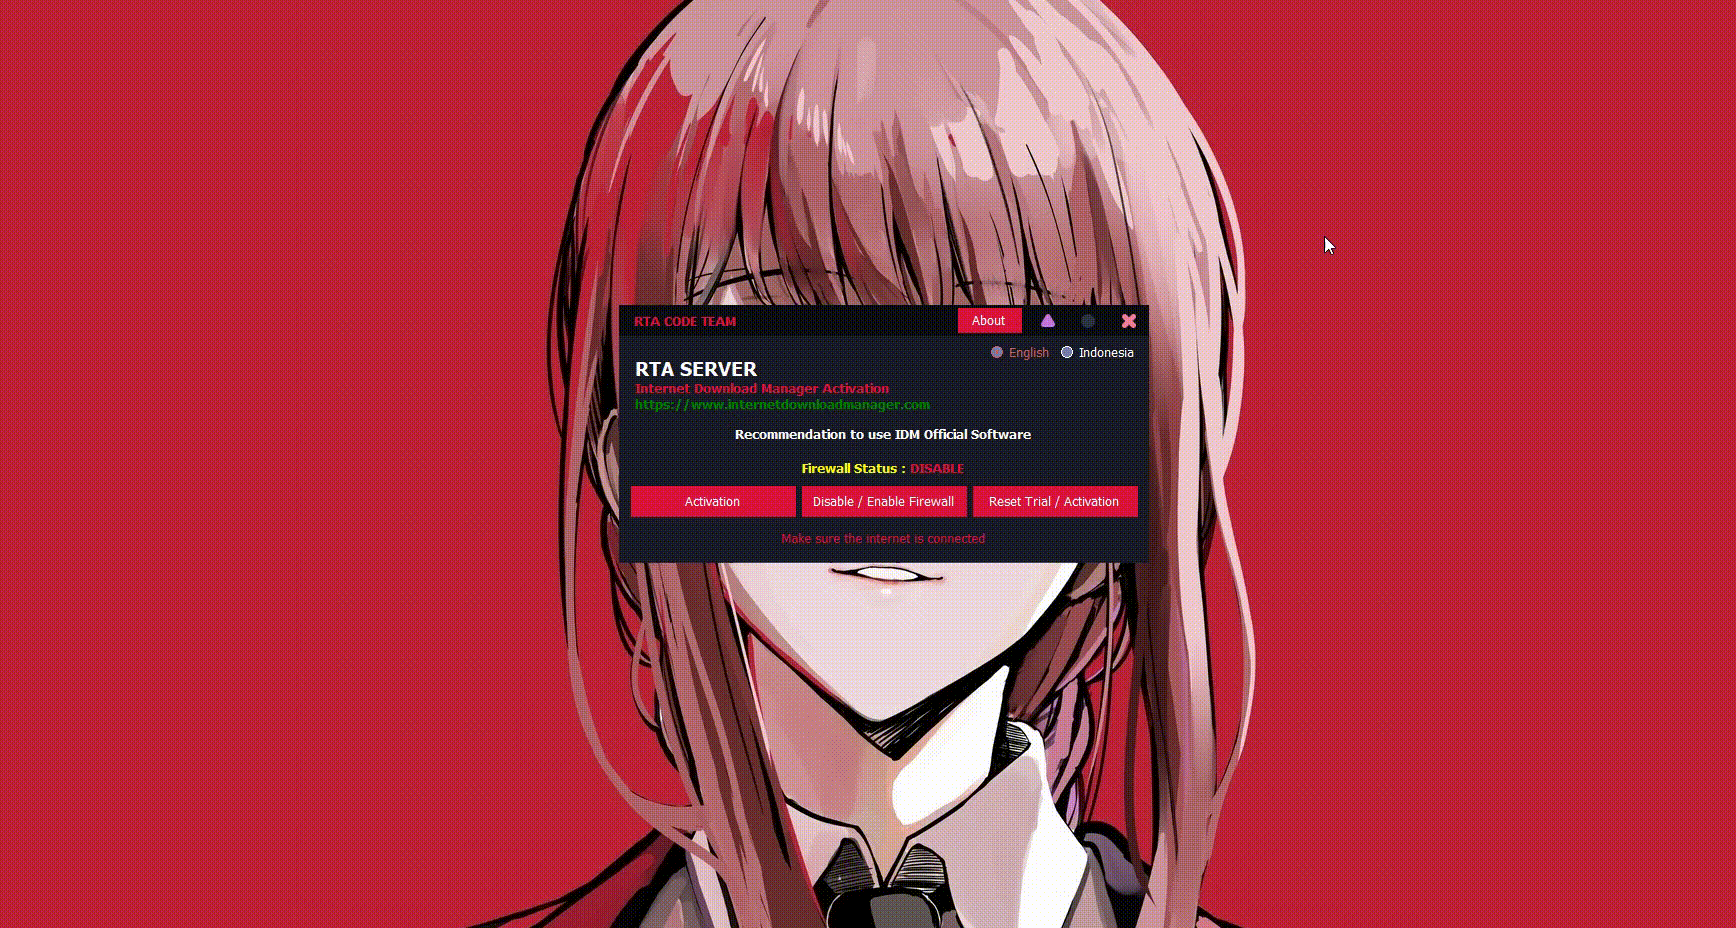 RTA CODE TEAM
About
English
Indonesia
RTA SERVER
Internet Download Manager Activation
https://www.internetdownloadmanager.com
Recommendation to use IDM Official Software
Firewall Status : DISABLE
Activation
Disable / Enable Firewall
Reset Trial / Activation
Make sure the internet is connected